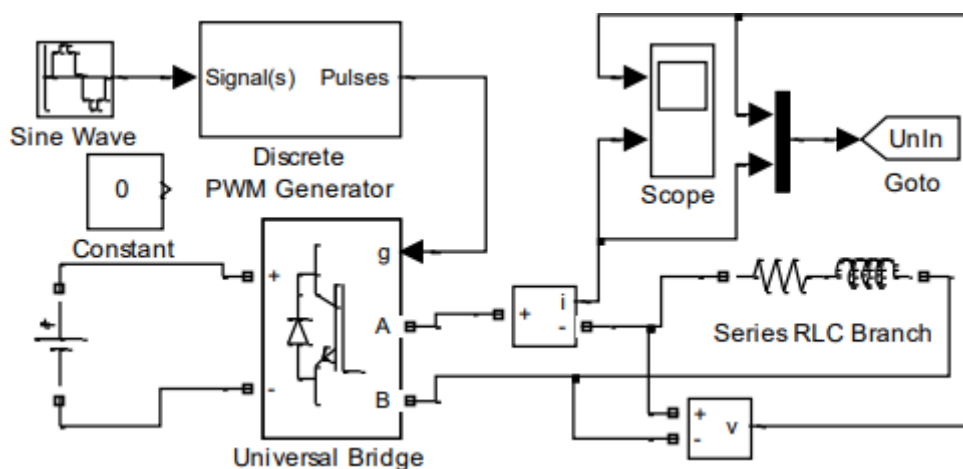 Signal(s) Pulses
Sine Wave
Discrete
PWM Generator
0
Constant
Scope
UnIn
Goto
g
+
A
i
+
-
Series RLC Branch
+
-
B
+
v
-
Universal Bridge